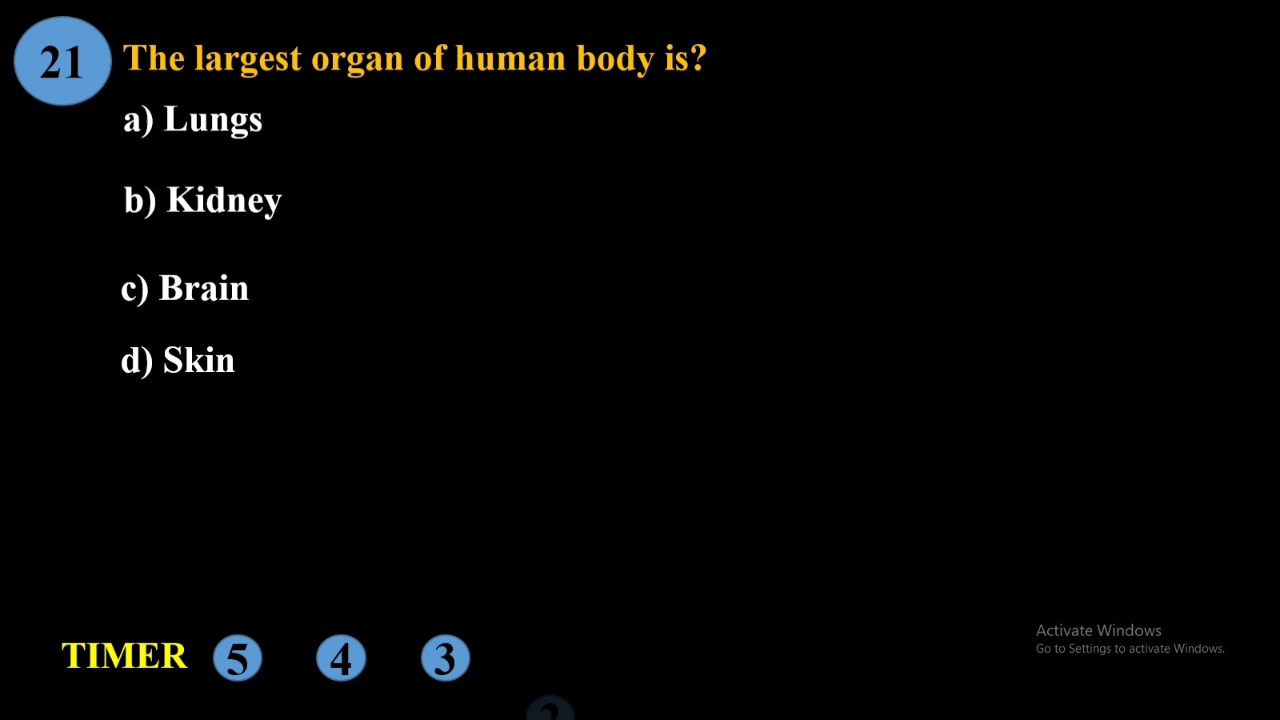 21
The largest organ of human body is?
a) Lungs
b) Kidney
c) Brain
d) Skin
TIMER 5 4 3
2
Activate Windows
Go to Settings to activate Windows.